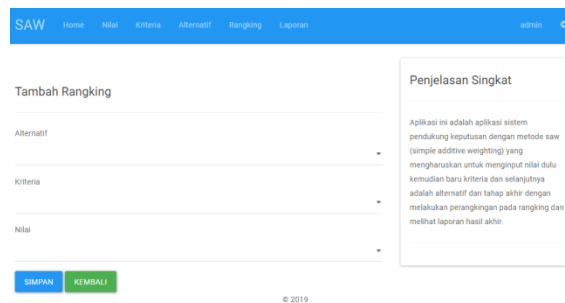 SAW Home Nilai Kriteria Alternatif Rangking Laporan admin
Tambah Rangking
Alternatif
Kriteria
Nilai
SIMPAN KEMBALI
Penjelasan Singkat
Aplikasi ini adalah aplikasi sistem
pendukung keputusan dengan metode saw
(simple additive weighting) yang
mengharuskan untuk menginput nilai dulu
kemudian baru kriteria dan selanjutnya
adalah alternatif dan tahap akhir dengan
melakukan perangkingan pada rangking dan
melihat laporan hasil akhir.
© 2019